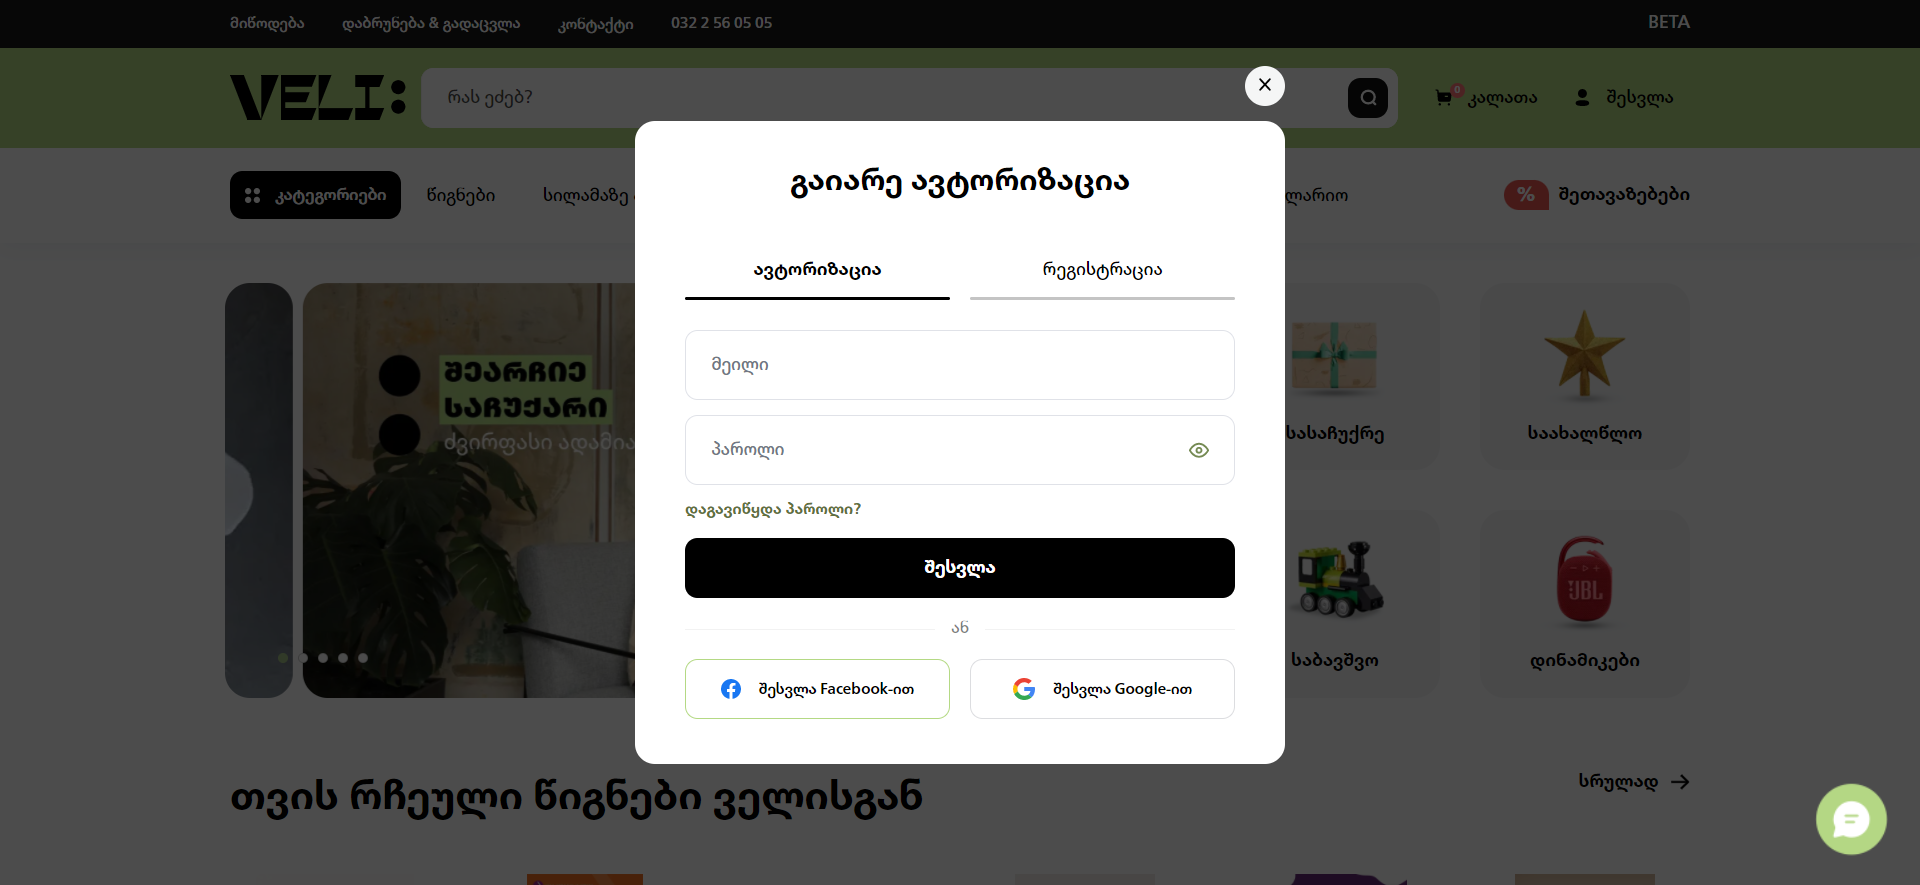 მიწოდება
დაბრუნება & გადაცვლა
კონტაქტი
032 2 56 05 05
BETA
VELI:
რას ეძებ?
0
კალათა
შესვლა
კატეგორიები
წიგნები
სილამაზე
ლარიო
%
შეთავაზებები
გაიარე ავტორიზაცია
ავტორიზაცია
რეგისტრაცია
მეილი
პაროლი
დაგავიწყდა პაროლი?
შესვლა
ან
შესვლა Facebook-ით
შესვლა Google-ით
შეარჩიე
საჩუქარი
ძვირფასი ადამია
სასაჩუქრე
საახალწლო
JBL
საბავშვო
დინამიკები
თვის რჩეული წიგნები ველისგან
სრულად